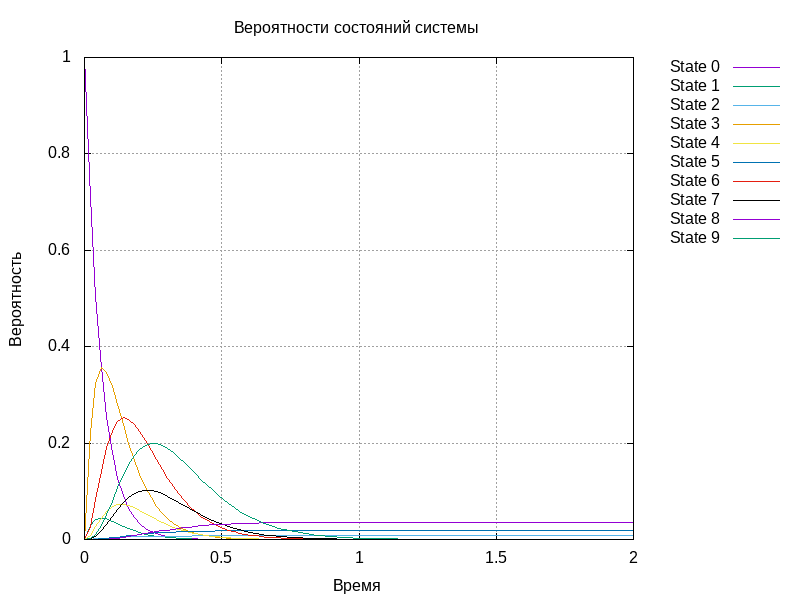 Вероятности состояний системы
1
0.8
0.6
0.4
0.2
0
0
0.5
1
1.5
2
Вероятность
Время
State 0
State 1
State 2
State 3
State 4
State 5
State 6
State 7
State 8
State 9